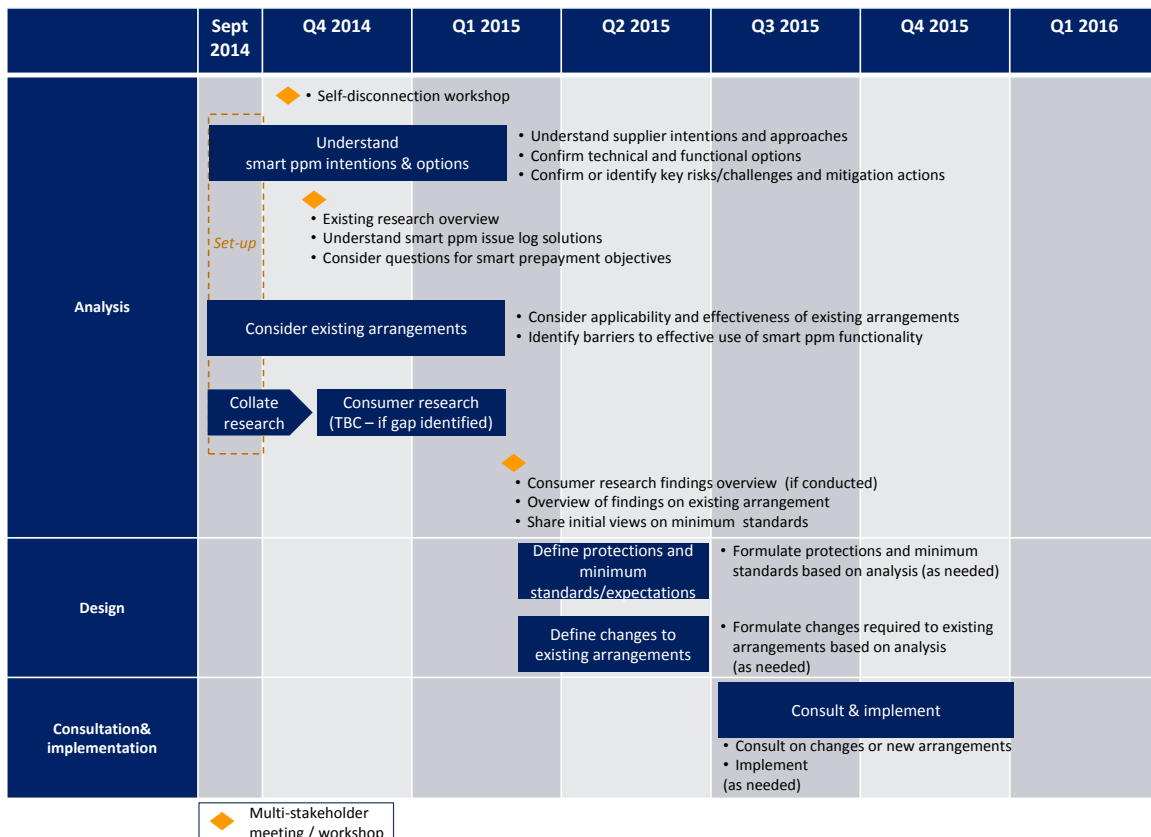 Sept
2014
Q4 2014
Q1 2015
Q2 2015
Q3 2015
Q4 2015
Q1 2016
Analysis
• Self-disconnection workshop
Understand
smart ppm intentions & options
• Understand supplier intentions and approaches
• Confirm technical and functional options
• Confirm or identify key risks/challenges and mitigation actions
Set-up
• Existing research overview
• Understand smart ppm issue log solutions
• Consider questions for smart prepayment objectives
Consider existing arrangements
• Consider applicability and effectiveness of existing arrangements
• Identify barriers to effective use of smart ppm functionality
Collate
research
Consumer research
(TBC – if gap identified)
• Consumer research findings overview (if conducted)
• Overview of findings on existing arrangement
• Share initial views on minimum standards
Design
Define protections and
minimum
standards/expectations
• Formulate protections and minimum
standards based on analysis (as needed)
Define changes to
existing arrangements
• Formulate changes required to existing
arrangements based on analysis
(as needed)
Consultation&
implementation
Consult & implement
• Consult on changes or new arrangements
• Implement
(as needed)
Multi-stakeholder
meeting / workshop